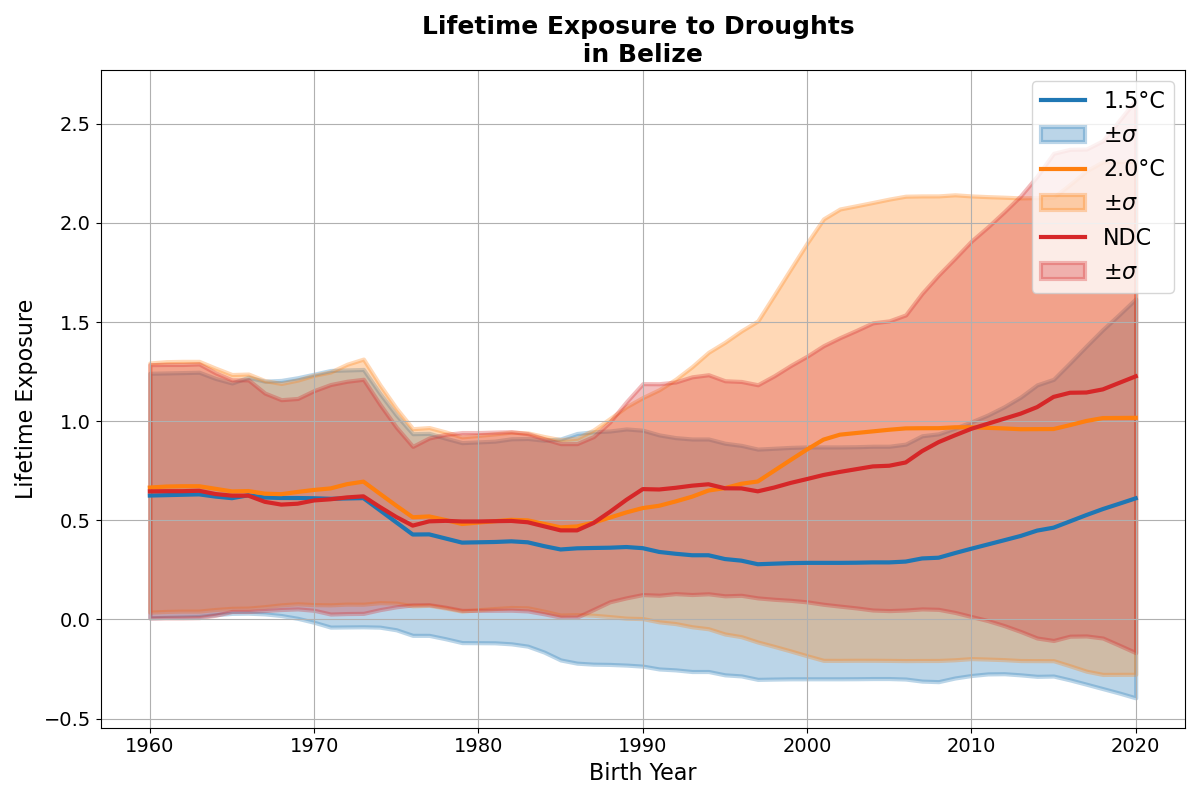 Lifetime Exposure to Droughts
in Belize
Lifetime Exposure
2.5
2.0
1.5
1.0
0.5
0.0
−0.5
1960
1970
1980
1990
2000
2010
2020
Birth Year
1.5°C
±σ
2.0°C
±σ
NDC
±σ